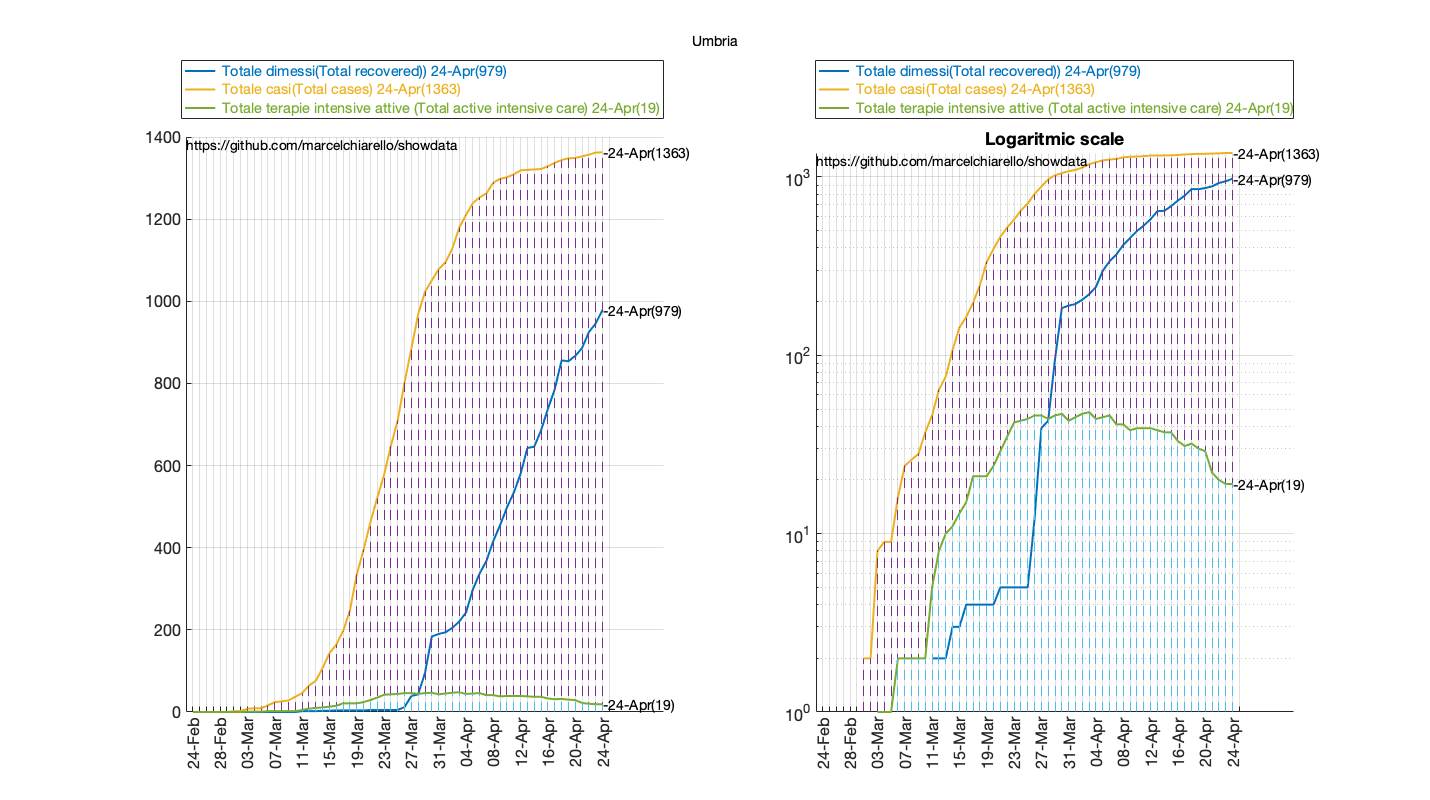 Umbria
Totale dimessi(Total recovered)) 24-Apr(979)
Totale casi(Total cases) 24-Apr(1363)
Totale terapie intensive attive (Total active intensive care) 24-Apr(19)
https://github.com/marcelchiarello/showdata
1400
1200
1000
800
600
400
200
0
-24-Apr(1363)
-24-Apr(979)
-24-Apr(19)
24-Feb
28-Feb
03-Mar
07-Mar
11-Mar
15-Mar
19-Mar
23-Mar
27-Mar
31-Mar
04-Apr
08-Apr
12-Apr
16-Apr
20-Apr
24-Apr
Totale dimessi(Total recovered)) 24-Apr(979)
Totale casi(Total cases) 24-Apr(1363)
Totale terapie intensive attive (Total active intensive care) 24-Apr(19)
Logaritmic scale
https://github.com/marcelchiarello/showdata
10³
10²
10¹
10⁰
-24-Apr(1363)
-24-Apr(979)
-24-Apr(19)
24-Feb
28-Feb
03-Mar
07-Mar
11-Mar
15-Mar
19-Mar
23-Mar
27-Mar
31-Mar
04-Apr
08-Apr
12-Apr
16-Apr
20-Apr
24-Apr